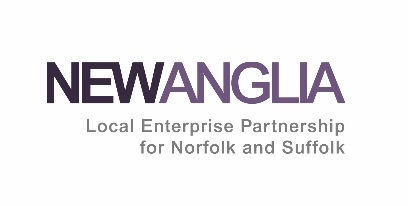 NEWANGLIA
Local Enterprise Partnership
for Norfolk and Suffolk